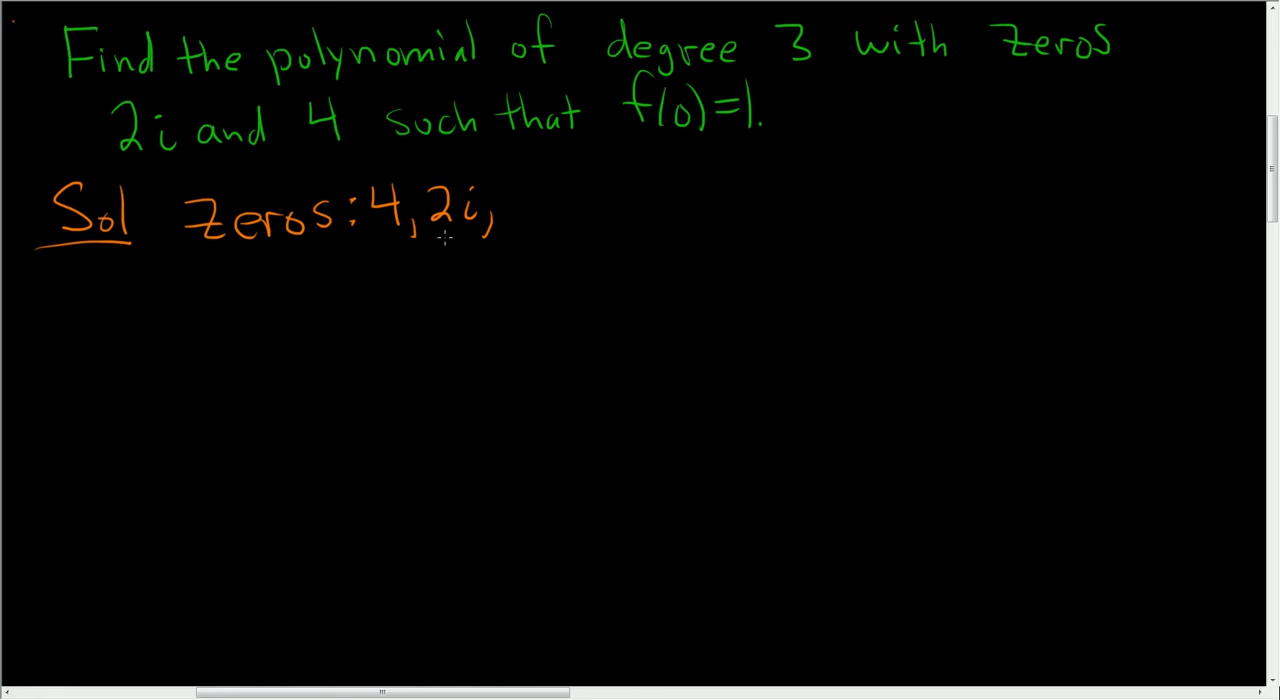 Find the polynomial of degree 3 with zeros
2i and 4 such that f(0)=1.
Sol zeros: 4, 2i,